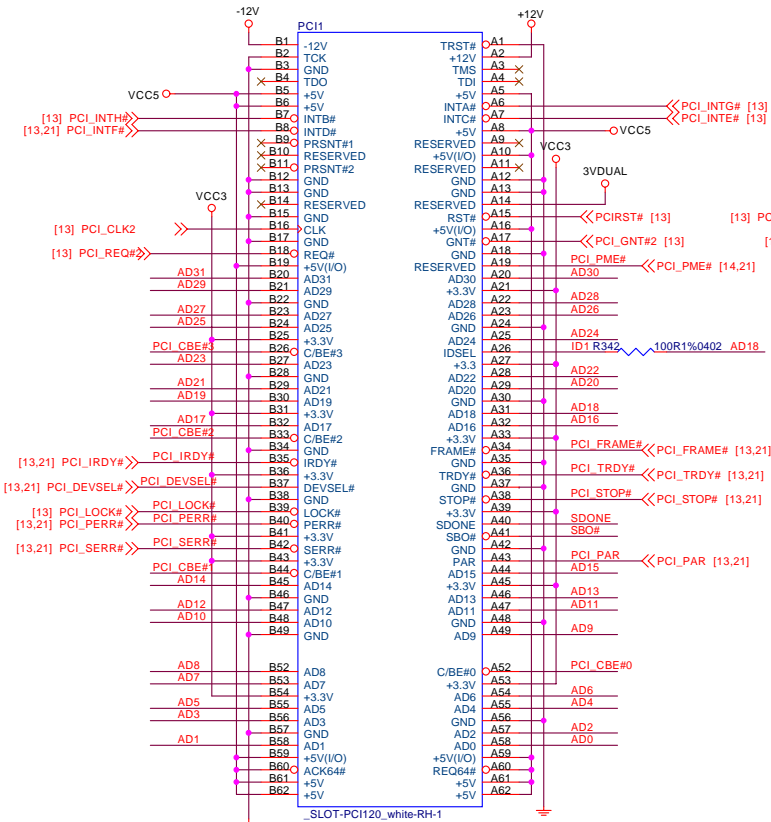 -12V
+12V
PCI1
B1 -12V TRST# A1
B2 TCK +12V A2
B3 GND TMS A3
B4 TDO TDI A4
VCC5 B5 +5V +5V A5
B6 +5V INTA# A6 PCI_INTG# [13]
[13] PCI_INTH# B7 INTB# INTC# A7 PCI_INTE# [13]
[13,21] PCI_INTF# B8 INTD# +5V A8 VCC5
B9 PRSNT#1 RESERVED A9
B10 RESERVED +5V(I/O) A10
B11 PRSNT#2 RESERVED A11 VCC3
B12 GND GND A12
B13 GND GND A13 3VDUAL
VCC3 B14 RESERVED RESERVED A14
B15 GND RST# A15 PCIRST# [13] [13] PC
[13] PCI_CLK2 B16 CLK +5V(I/O) A16
B17 GND GNT# A17 PCI_GNT#2 [13] [
[13] PCI_REQ#2 B18 REQ# GND A18
B19 +5V(I/O) RESERVED A19 PCI_PME# PCI_PME# [14,21]
AD31 B20 AD31 AD30 A20 AD30
AD29 B21 AD29 +3.3V A21
B22 GND AD28 A22 AD28
AD27 B23 AD27 AD26 A23 AD26
AD25 B24 AD25 GND A24
B25 +3.3V AD24 A25 AD24
PCI_CBE#3 B26 C/BE#3 IDSEL A26 ID1 R342 100R1%0402 AD18
AD23 B27 AD23 +3.3 A27
B28 GND AD22 A28 AD22
AD21 B29 AD21 AD20 A29 AD20
AD19 B30 AD19 GND A30
B31 +3.3V AD18 A31 AD18
AD17 B32 AD17 AD16 A32 AD16
PCI_CBE#2 B33 C/BE#2 +3.3V A33
B34 GND FRAME# A34 PCI_FRAME# PCI_FRAME# [13,21]
[13,21] PCI_IRDY# PCI_IRDY# B35 IRDY# GND A35
B36 +3.3V TRDY# A36 PCI_TRDY# PCI_TRDY# [13,21]
[13,21] PCI_DEVSEL# PCI_DEVSEL# B37 DEVSEL# GND A37
B38 GND STOP# A38 PCI_STOP# PCI_STOP# [13,21]
[13] PCI_LOCK# PCI_LOCK# B39 LOCK# +3.3V A39
[13,21] PCI_PERR# PCI_PERR# B40 PERR# SDONE A40 SDONE
B41 +3.3V SBO# A41 SBO#
[13,21] PCI_SERR# PCI_SERR# B42 SERR# GND A42
B43 +3.3V PAR A43 PCI_PAR PCI_PAR [13,21]
PCI_CBE#1 B44 C/BE#1 AD15 A44 AD15
AD14 B45 AD14 +3.3V A45
B46 GND AD13 A46 AD13
AD12 B47 AD12 AD11 A47 AD11
AD10 B48 AD10 GND A48
B49 GND AD9 A49 AD9
AD8 B52 AD8 C/BE#0 A52 PCI_CBE#0
AD7 B53 AD7 +3.3V A53
B54 +3.3V AD6 A54 AD6
AD5 B55 AD5 AD4 A55 AD4
AD3 B56 AD3 GND A56
B57 GND AD2 A57 AD2
AD1 B58 AD1 AD0 A58 AD0
B59 +5V(I/O) +5V(I/O) A59
B60 ACK64# REQ64# A60
B61 +5V +5V A61
B62 +5V +5V A62
_SLOT-PCI120_white-RH-1